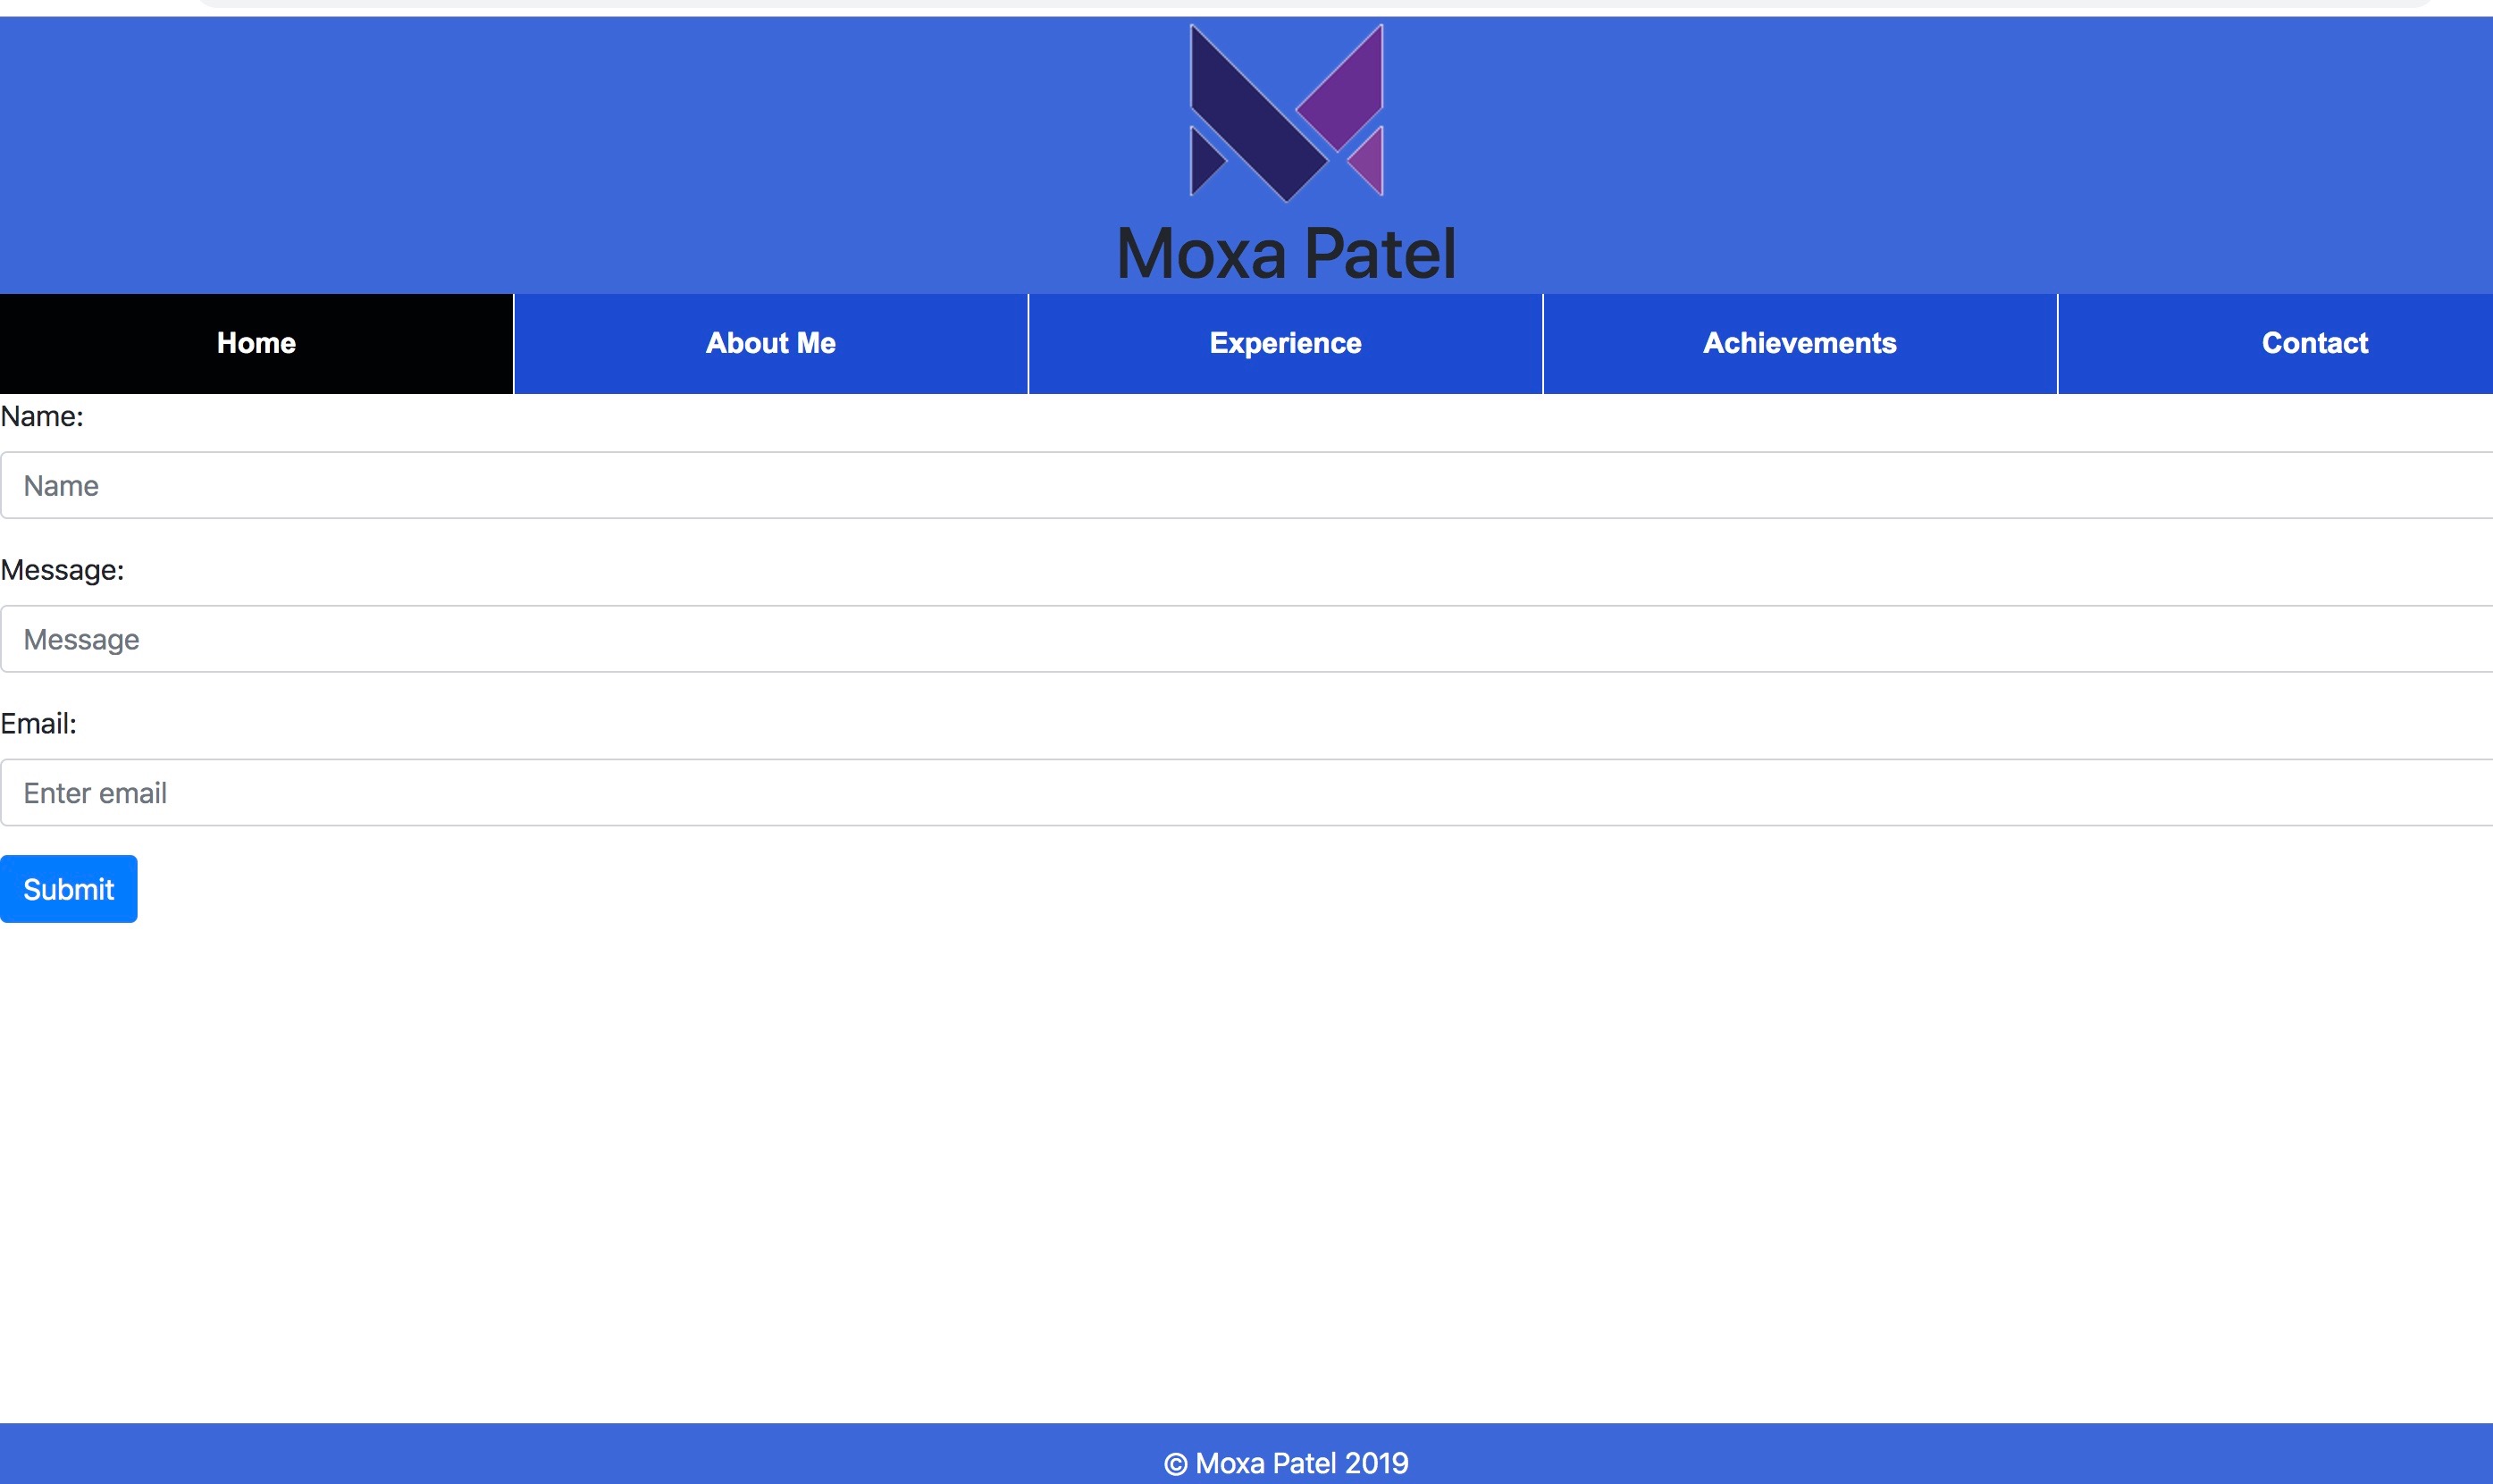 Moxa Patel
Home About Me Experience Achievements Contact
Name:
Name
Message:
Message
Email:
Enter email
Submit
© Moxa Patel 2019